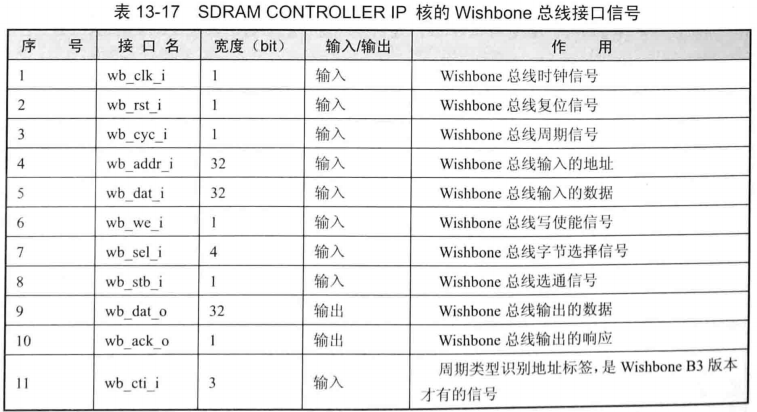 表 13-17 SDRAM CONTROLLER IP 核的 Wishbone 总线接口信号
序 号 接 口 名 宽度（bit） 输入/输出 作 用
1 wb_clk_i 1 输入 Wishbone 总线时钟信号
2 wb_rst_i 1 输入 Wishbone 总线复位信号
3 wb_cyc_i 1 输入 Wishbone 总线周期信号
4 wb_addr_i 32 输入 Wishbone 总线输入的地址
5 wb_dat_i 32 输入 Wishbone 总线输入的数据
6 wb_we_i 1 输入 Wishbone 总线写使能信号
7 wb_sel_i 4 输入 Wishbone 总线字节选择信号
8 wb_stb_i 1 输入 Wishbone 总线选通信号
9 wb_dat_o 32 输出 Wishbone 总线输出的数据
10 wb_ack_o 1 输出 Wishbone 总线输出的响应
11 wb_cti_i 3 输入 周期类型识别地址标签，是 Wishbone B3 版本
才有的信号